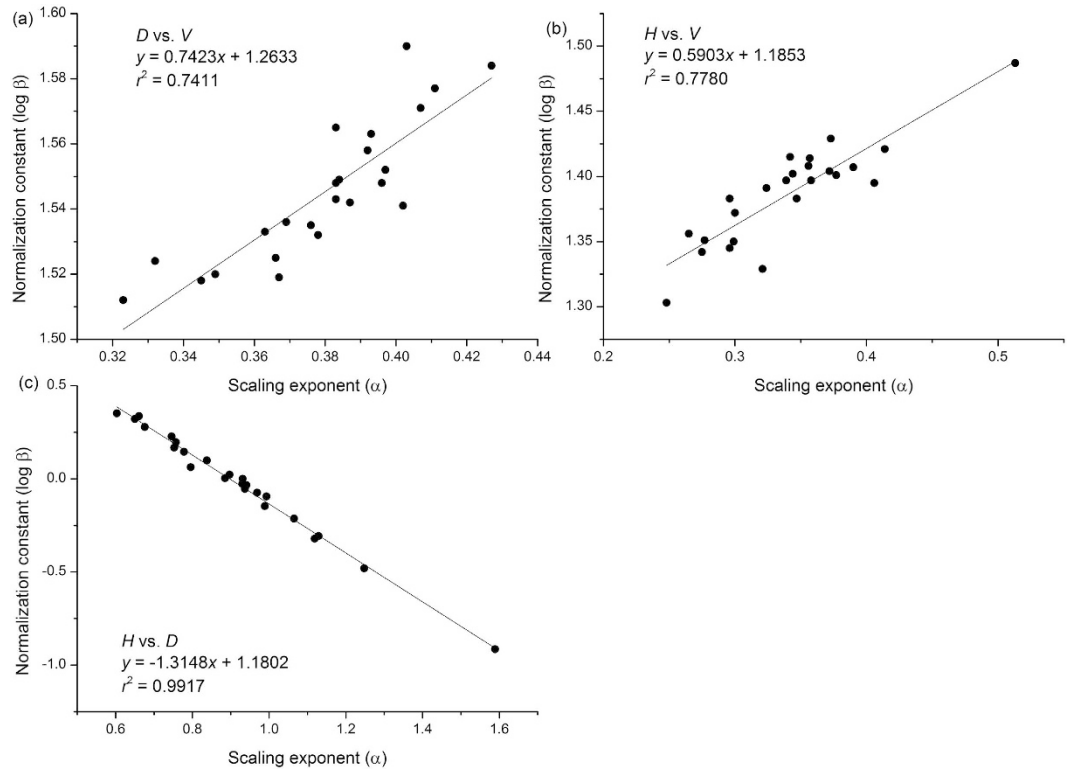 (a)
D vs. V
y = 0.7423x + 1.2633
r² = 0.7411
1.60
1.58
1.56
1.54
1.52
1.50
Normalization constant (log β)
0.32 0.34 0.36 0.38 0.40 0.42 0.44
Scaling exponent (α)
(b)
H vs. V
y = 0.5903x + 1.1853
r² = 0.7780
1.50
1.45
1.40
1.35
1.30
Normalization constant (log β)
0.2 0.3 0.4 0.5
Scaling exponent (α)
(c)
0.5
0.0
-0.5
-1.0
Normalization constant (log β)
H vs. D
y = -1.3148x + 1.1802
r² = 0.9917
0.6 0.8 1.0 1.2 1.4 1.6
Scaling exponent (α)